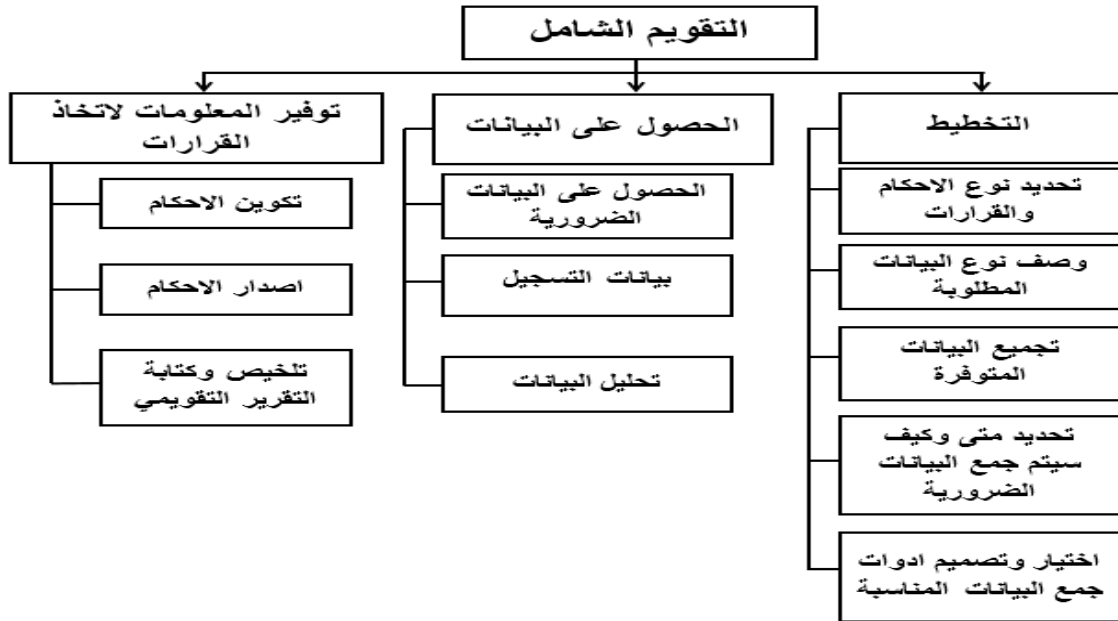 التقويم الشامل
التخطيط
تحديد نوع الاحكام
والقرارات
وصف نوع البيانات
المطلوبة
تجميع البيانات
المتوفرة
تحديد متى وكيف
سيتم جمع البيانات
الضرورية
اختيار وتصميم ادوات
جمع البيانات المناسبة
الحصول على البيانات
الحصول على البيانات
الضرورية
بيانات التسجيل
تحليل البيانات
توفير المعلومات لاتخاذ
القرارات
تكوين الاحكام
اصدار الاحكام
تلخيص وكتابة
التقرير التقويمي